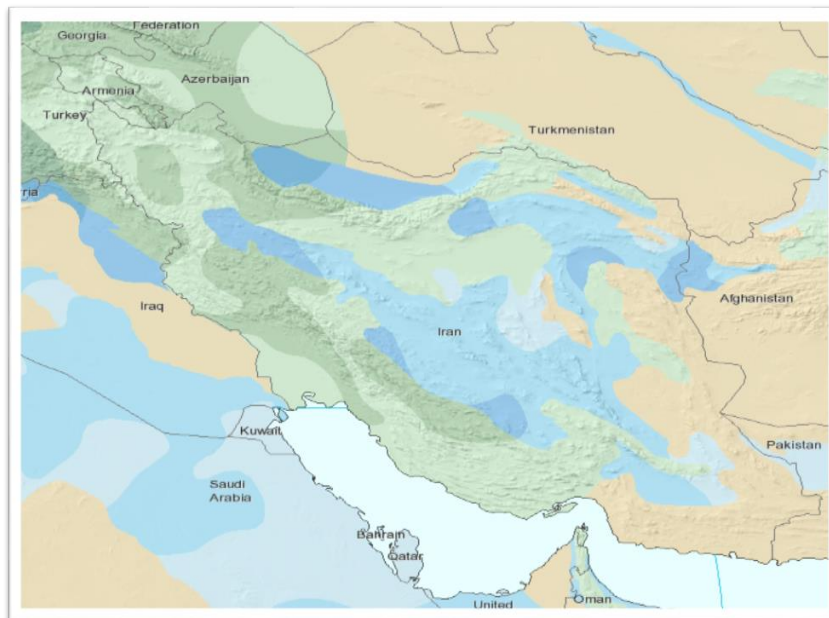 Federation
Georgia
Azerbaijan
Armenia
Turkey
Turkmenistan
ria
Afghanistan
Iraq
Iran
Kuwait
Pakistan
Saudi
Arabia
Bahrain
Qatar
United
Oman